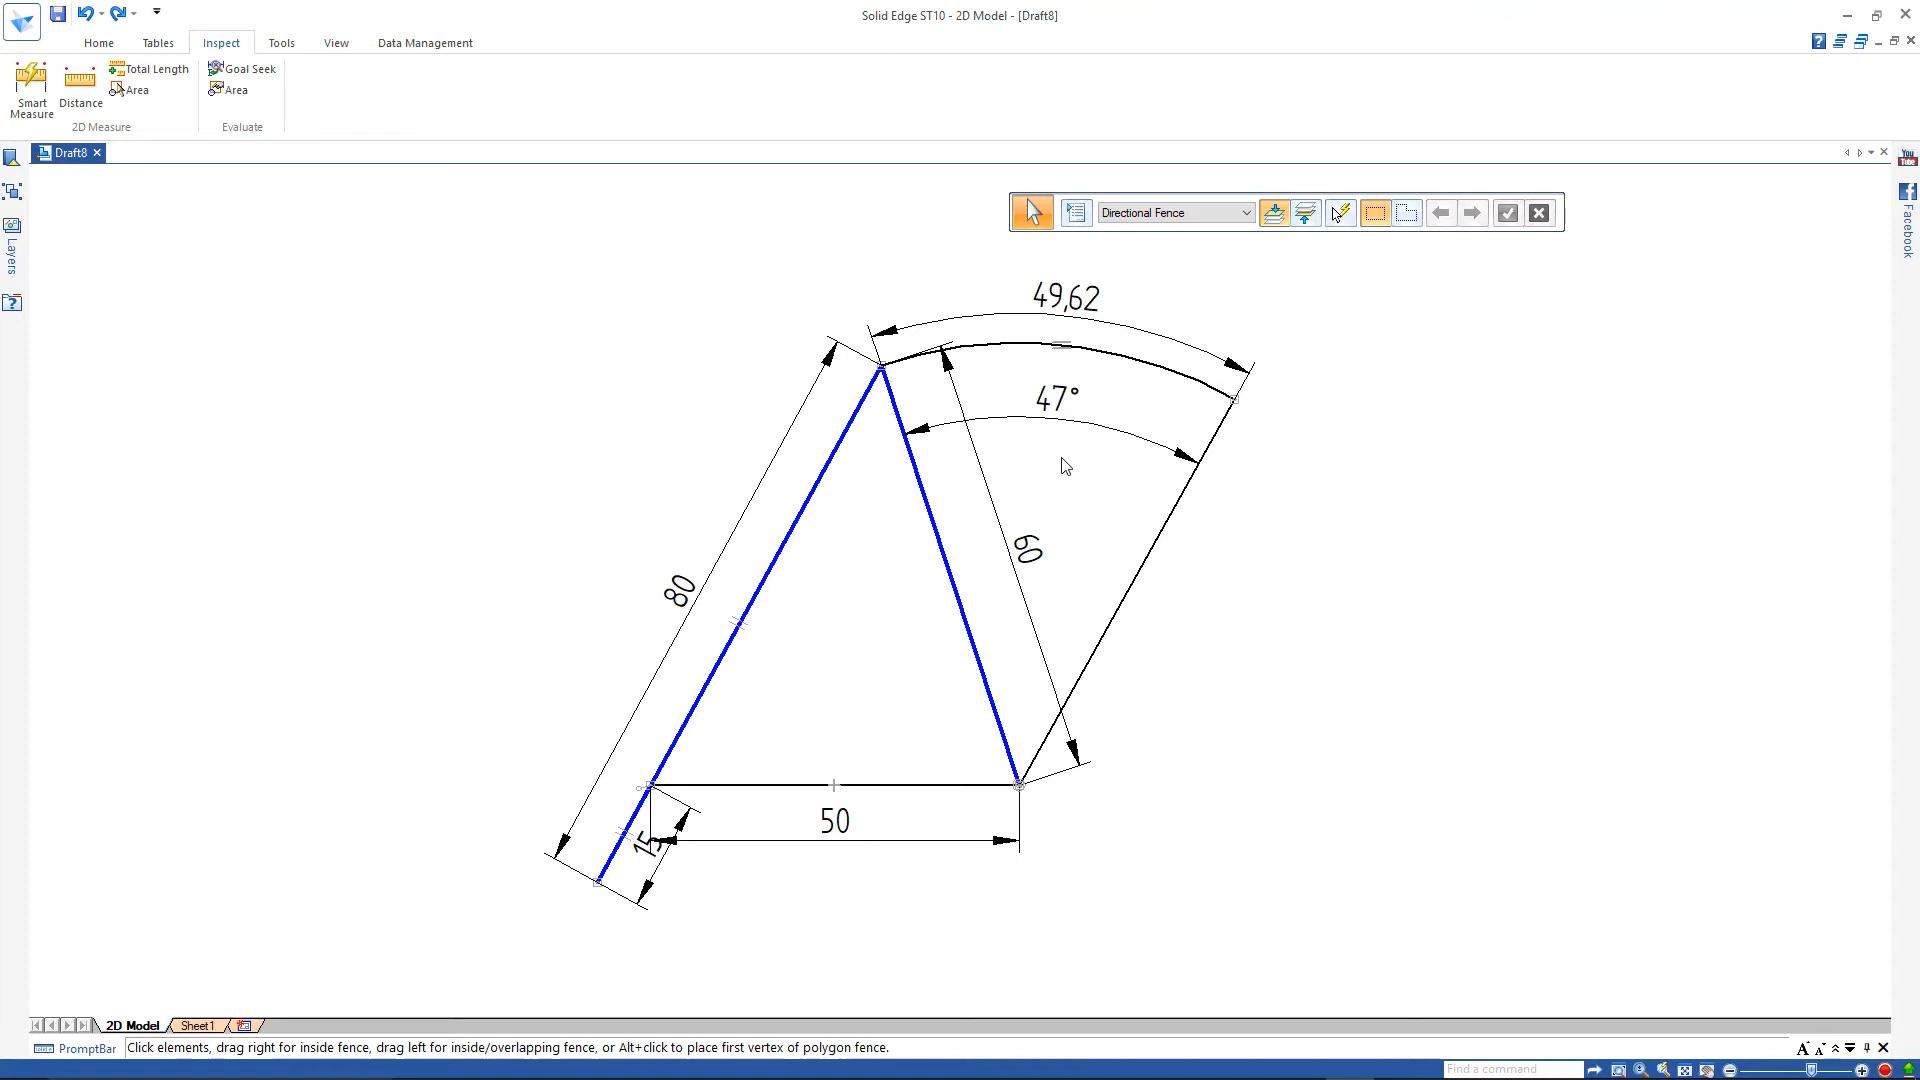 Solid Edge ST10 - 2D Model - [Draft8]
Home Tables Inspect Tools View Data Management
Smart Measure
Distance
Total Length
Area
2D Measure
Goal Seek
Area
Evaluate
Draft8
Directional Fence
Layers
You Tube
Facebook
49,62
47°
60
80
50
15
2D Model Sheet1
PromptBar Click elements, drag right for inside fence, drag left for inside/overlapping fence, or Alt+click to place first vertex of polygon fence.
Find a command